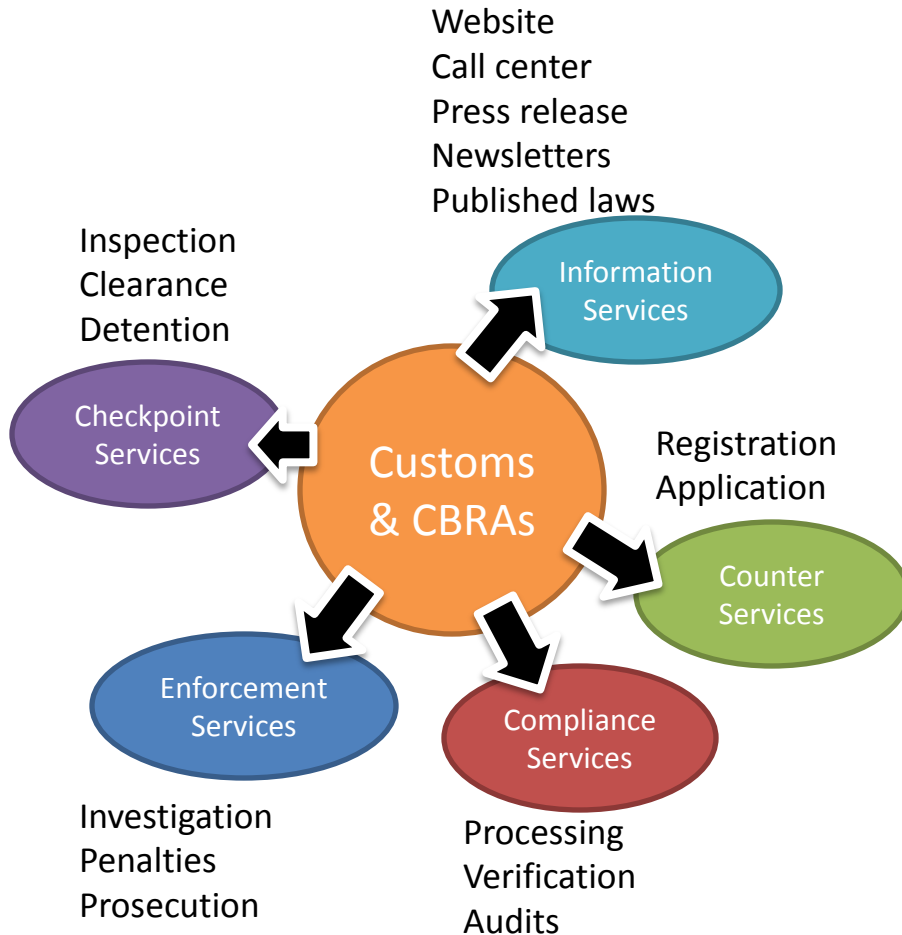 Website
Call center
Press release
Newsletters
Published laws
Information
Services
Inspection
Clearance
Detention
Checkpoint
Services
Customs
& CBRAs
Registration
Application
Counter
Services
Enforcement
Services
Investigation
Penalties
Prosecution
Compliance
Services
Processing
Verification
Audits